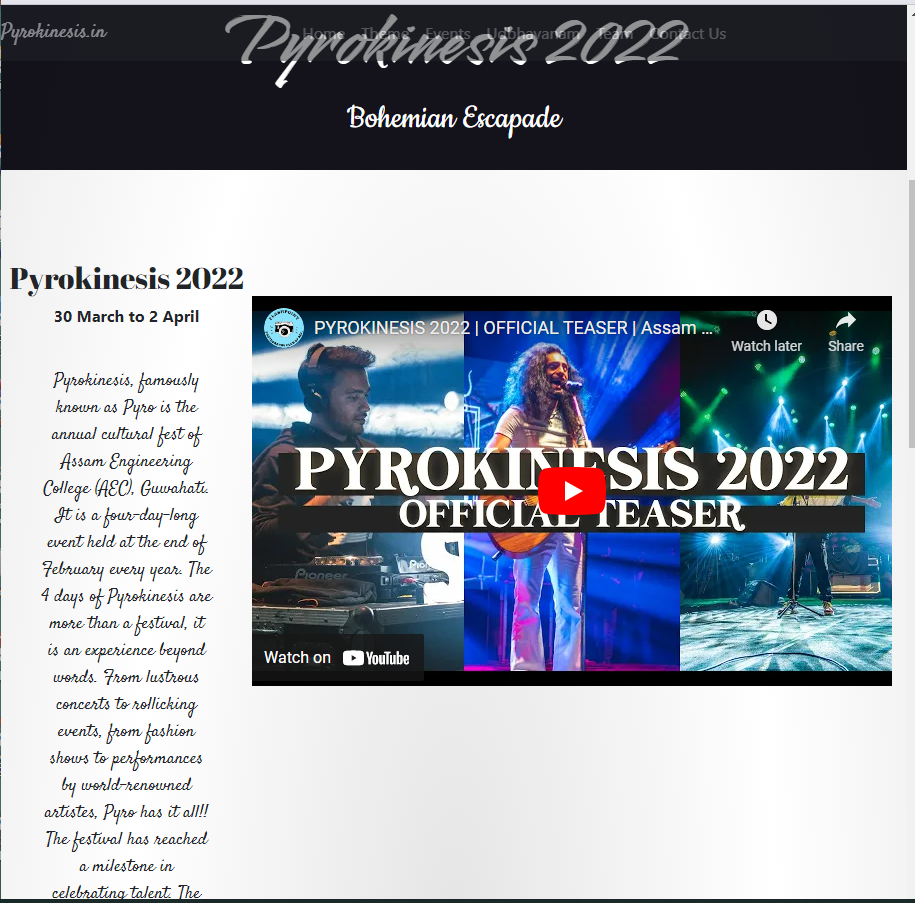 Pyrokinesis.in
Home Theme Events Udbhavanam Team Contact Us
Pyrokinesis 2022
Bohemian Escapade
Pyrokinesis 2022
30 March to 2 April
Pyrokinesis, famously
known as Pyro is the
annual cultural fest of
Assam Engineering
College (AEC), Guwahati.
It is a four-day-long
event held at the end of
February every year. The
4 days of Pyrokinesis are
more than a festival, it
is an experience beyond
words. From lustrous
concerts to rollicking
events, from fashion
shows to performances
by world-renowned
artistes, Pyro has it all!!
The festival has reached
a milestone in
celebrating talent. The
PYROKINESIS 2022 | OFFICIAL TEASER | Assam ...
Watch later
Share
PYROKINESIS 2022
OFFICIAL TEASER
Pioneer
Watch on YouTube